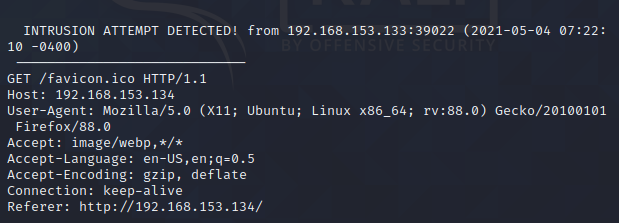 INTRUSION ATTEMPT DETECTED! from 192.168.153.133:39022 (2021-05-04 07:22:
10 -0400)
-----------------------------
GET /favicon.ico HTTP/1.1
Host: 192.168.153.134
User-Agent: Mozilla/5.0 (X11; Ubuntu; Linux x86_64; rv:88.0) Gecko/20100101
Firefox/88.0
Accept: image/webp,*/*
Accept-Language: en-US,en;q=0.5
Accept-Encoding: gzip, deflate
Connection: keep-alive
Referer: http://192.168.153.134/
BY OFFENSIVE SECURITY